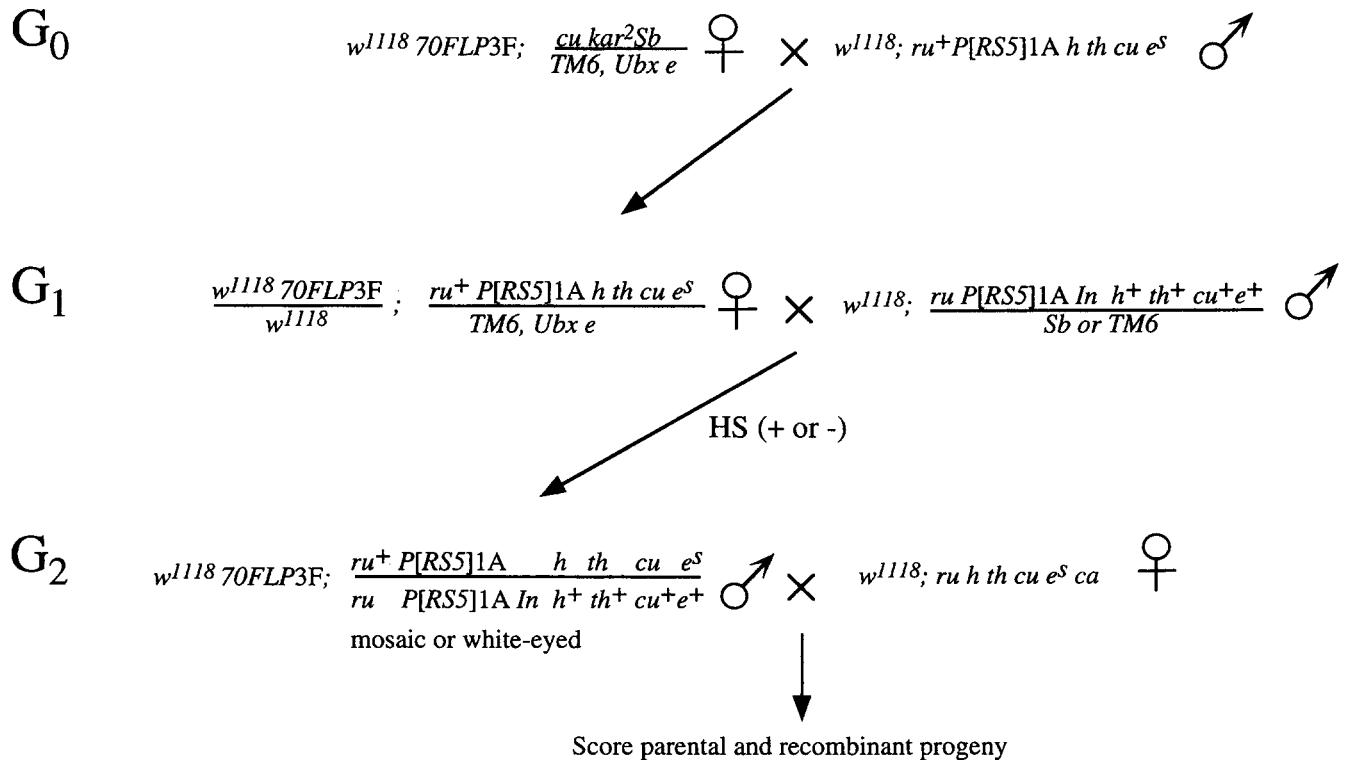 G₀ w¹¹¹⁸ 70FLP3F; cu kar²Sb / TM6, Ubx e ♀ × w¹¹¹⁸; ru⁺P[RS5]1A h th cu eˢ ♂
G₁ w¹¹¹⁸ 70FLP3F / w¹¹¹⁸ ; ru⁺ P[RS5]1A h th cu eˢ / TM6, Ubx e ♀ × w¹¹¹⁸; ru P[RS5]1A In h⁺ th⁺ cu⁺e⁺ / Sb or TM6 ♂
HS (+ or -)
G₂ w¹¹¹⁸ 70FLP3F; ru⁺ P[RS5]1A h th cu eˢ / ru P[RS5]1A In h⁺ th⁺ cu⁺e⁺ ♂ × w¹¹¹⁸; ru h th cu eˢ ca ♀
mosaic or white-eyed
Score parental and recombinant progeny